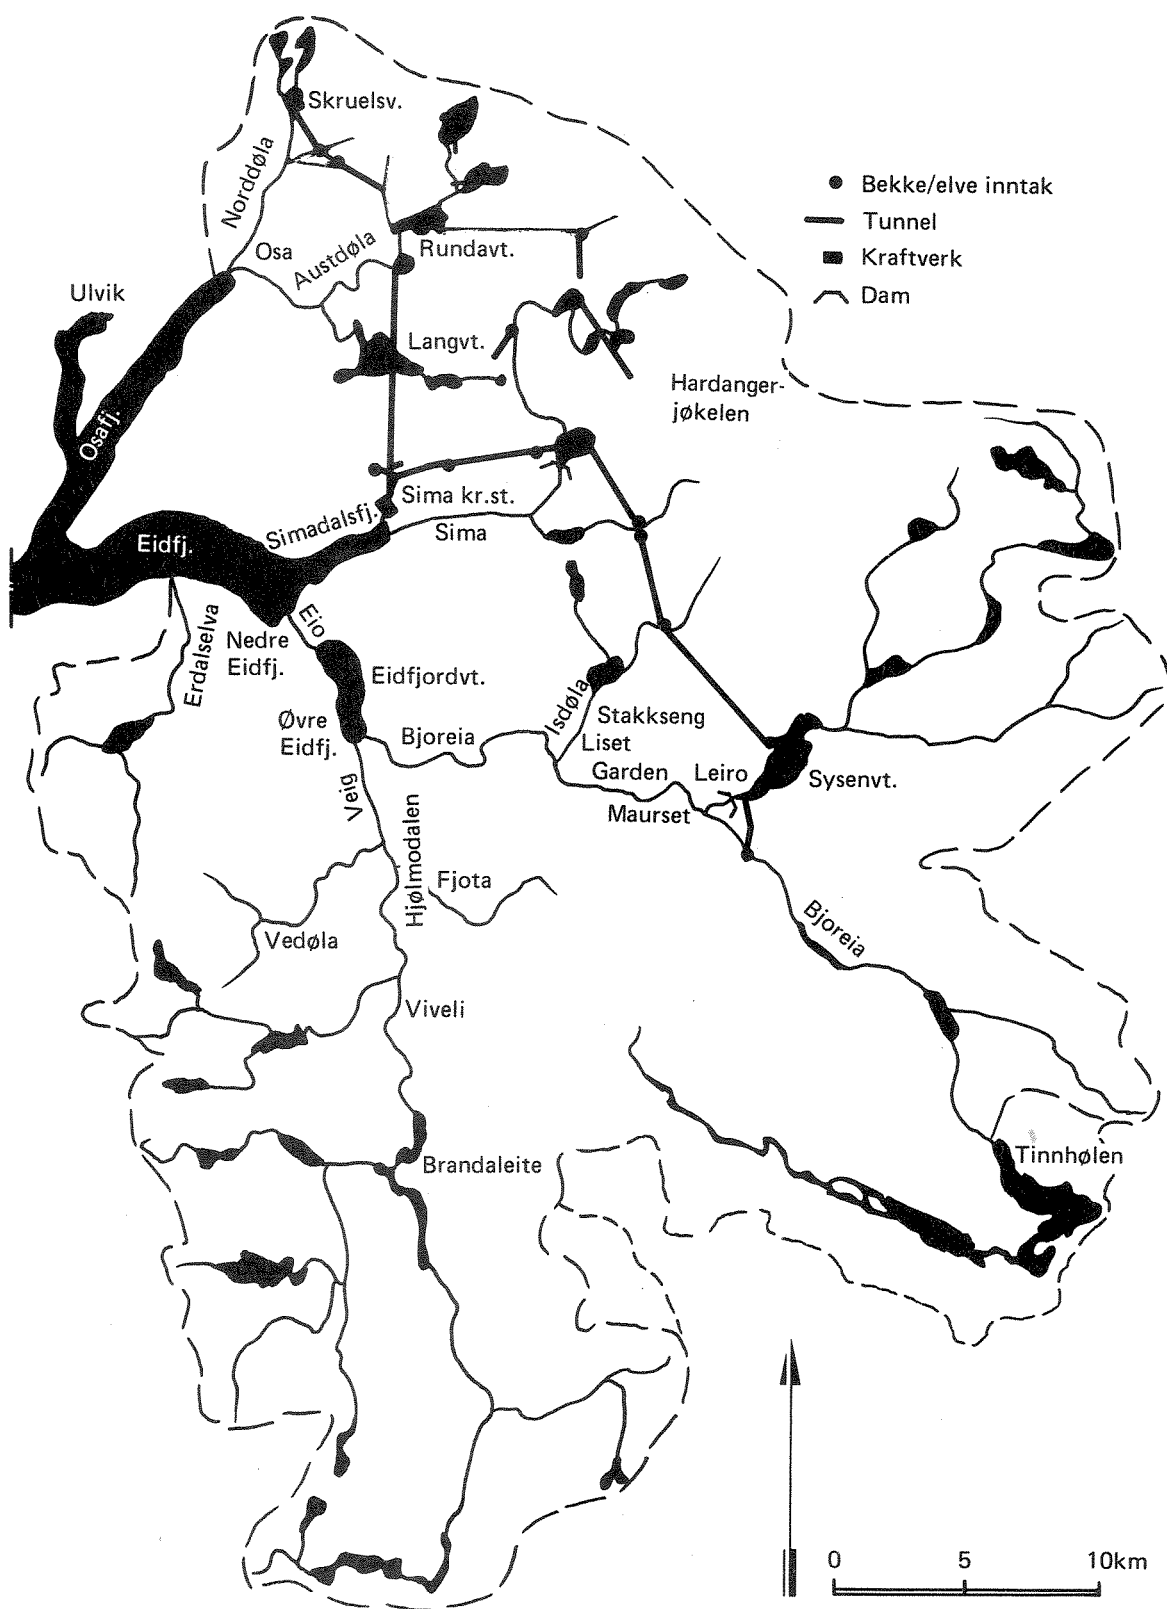 Skruelsv.
Norddøla
Bekke/elve inntak
Tunnel
Kraftverk
Dam
Osa
Austdøla
Rundavt.
Ulvik
Langvt.
Hardanger-
jøkelen
Osafj.
Sima kr.st.
Simadalsfj.
Sima
Eidfj.
Eio
Erdalselva
Nedre
Eidfj.
Eidfjordvt.
Isdøla
Stakkseng
Øvre
Eidfj.
Bjoreia
Liset
Garden
Leiro
Sysenvt.
Maurset
Veig
Hjølmodalen
Fjota
Vedøla
Bjoreia
Viveli
Tinnhølen
Brandaleite
0 5 10km